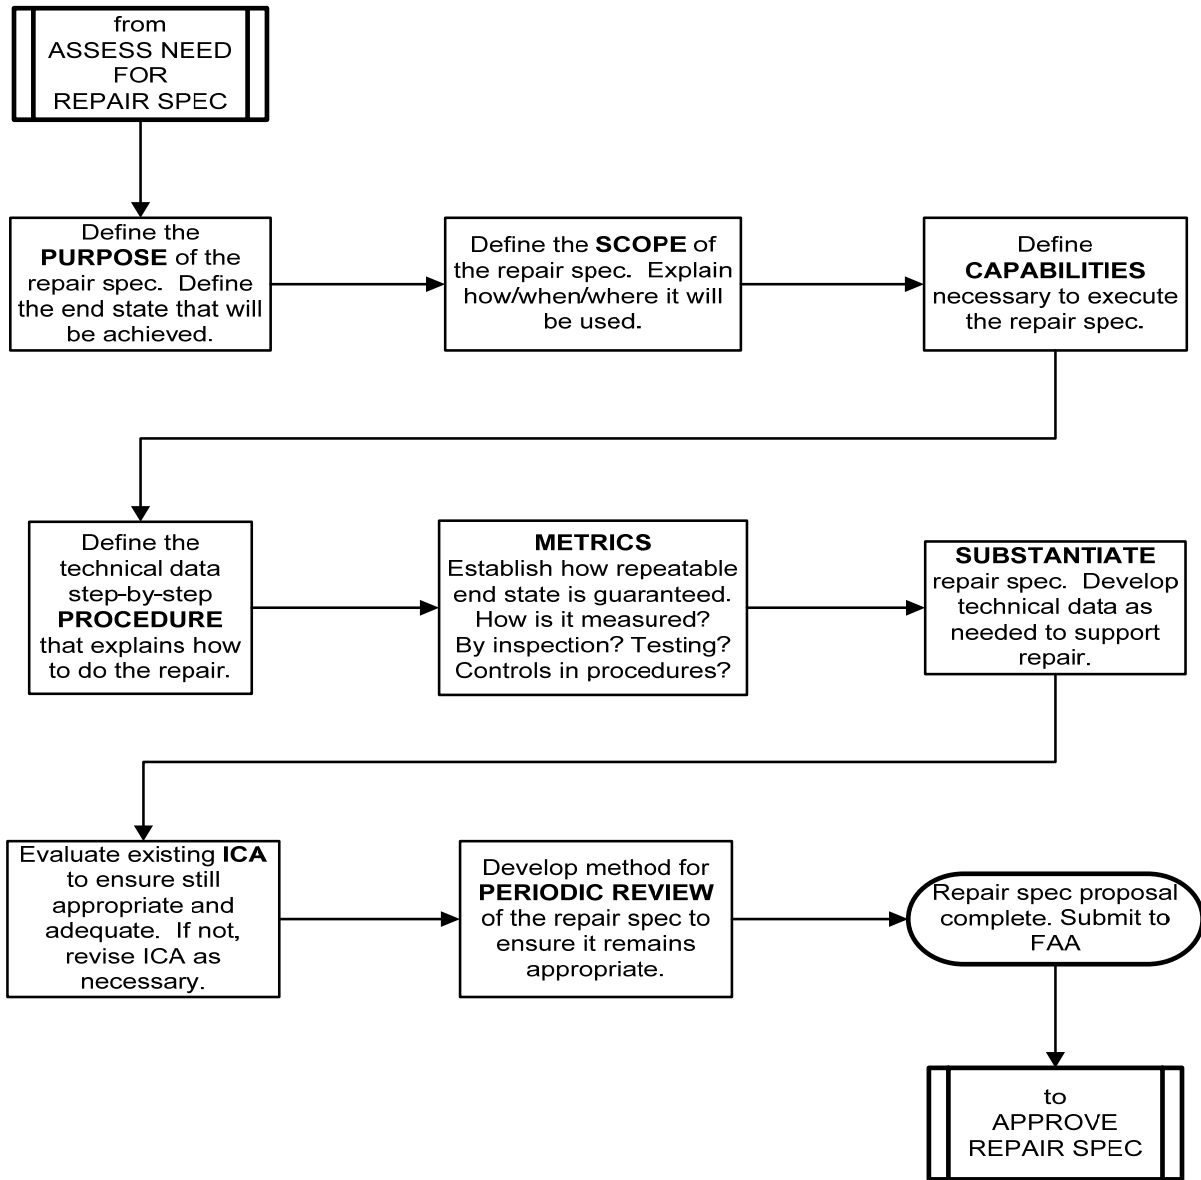 from
ASSESS NEED
FOR
REPAIR SPEC
Define the
PURPOSE of the
repair spec. Define
the end state that will
be achieved.
Define the SCOPE of
the repair spec. Explain
how/when/where it will
be used.
Define
CAPABILITIES
necessary to execute
the repair spec.
Define the
technical data
step-by-step
PROCEDURE
that explains how
to do the repair.
METRICS
Establish how repeatable
end state is guaranteed.
How is it measured?
By inspection? Testing?
Controls in procedures?
SUBSTANTIATE
repair spec. Develop
technical data as
needed to support
repair.
Evaluate existing ICA
to ensure still
appropriate and
adequate. If not,
revise ICA as
necessary.
Develop method for
PERIODIC REVIEW
of the repair spec to
ensure it remains
appropriate.
Repair spec proposal
complete. Submit to
FAA
to
APPROVE
REPAIR SPEC